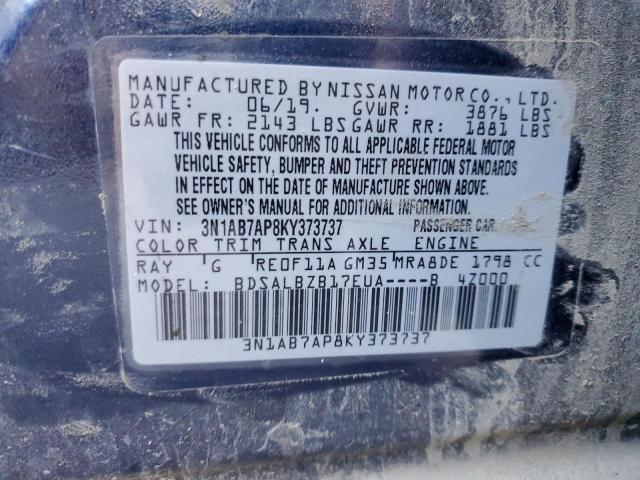 MANUFACTURED BY NISSAN MOTOR CO., LTD.
DATE: 06/19. GVWR: 3876 LBS
GAWR FR: 2143 LBS GAWR RR: 1881 LBS
THIS VEHICLE CONFORMS TO ALL APPLICABLE FEDERAL MOTOR
VEHICLE SAFETY, BUMPER AND THEFT PREVENTION STANDARDS
IN EFFECT ON THE DATE OF MANUFACTURE SHOWN ABOVE.
SEE OWNER'S MANUAL FOR ADDITIONAL INFORMATION.
VIN: 3N1AB7AP8KY373737 PASSENGER CAR
COLOR TRIM TRANS AXLE ENGINE
RAY G RE0F11A GM35 MRA8DE 1798 CC
MODEL: BDSALBZB17EUA----B 4Z000
3N1AB7AP8KY373737